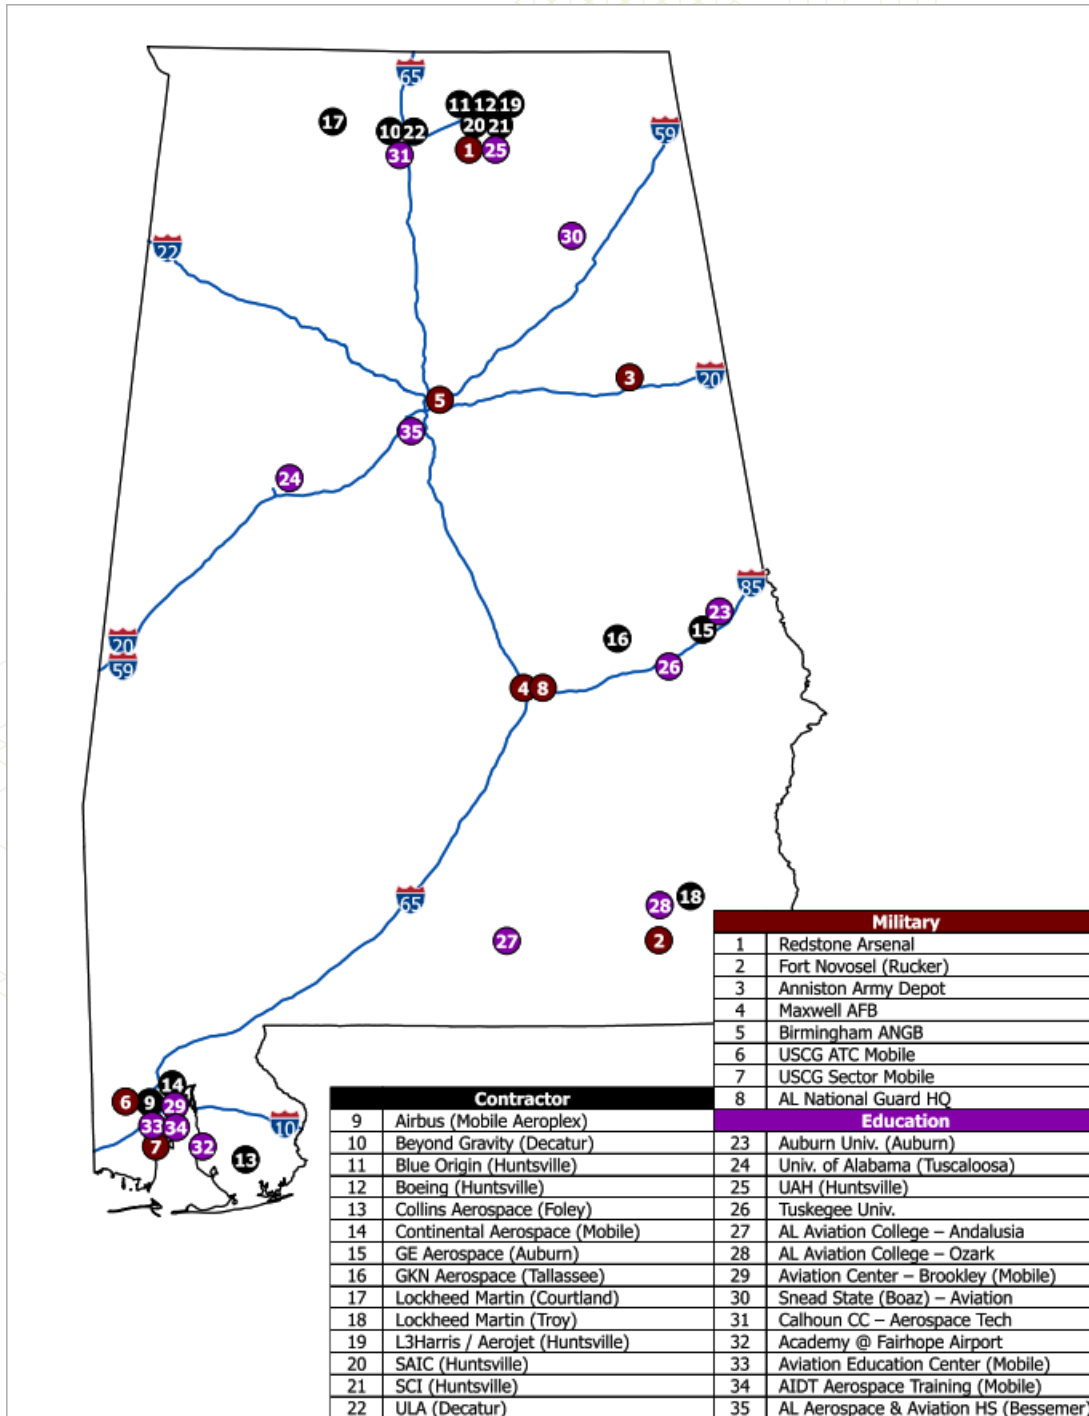 65
11 12 19
17
10 22
20 21
59
31
1 25
30
22
3
20
5
35
24
85
23
15
16
20
26
59
4 8
65
18
28
27
2
14
6 9
29
33 34
10
7
32
13
Military
1 Redstone Arsenal
2 Fort Novosel (Rucker)
3 Anniston Army Depot
4 Maxwell AFB
5 Birmingham ANGB
6 USCG ATC Mobile
7 USCG Sector Mobile
8 AL National Guard HQ
Contractor
9 Airbus (Mobile Aeroplex)
10 Beyond Gravity (Decatur)
11 Blue Origin (Huntsville)
12 Boeing (Huntsville)
13 Collins Aerospace (Foley)
14 Continental Aerospace (Mobile)
15 GE Aerospace (Auburn)
16 GKN Aerospace (Tallassee)
17 Lockheed Martin (Courtland)
18 Lockheed Martin (Troy)
19 L3Harris / Aerojet (Huntsville)
20 SAIC (Huntsville)
21 SCI (Huntsville)
22 ULA (Decatur)
Education
23 Auburn Univ. (Auburn)
24 Univ. of Alabama (Tuscaloosa)
25 UAH (Huntsville)
26 Tuskegee Univ.
27 AL Aviation College – Andalusia
28 AL Aviation College – Ozark
29 Aviation Center – Brookley (Mobile)
30 Snead State (Boaz) – Aviation
31 Calhoun CC – Aerospace Tech
32 Academy @ Fairhope Airport
33 Aviation Education Center (Mobile)
34 AIDT Aerospace Training (Mobile)
35 AL Aerospace & Aviation HS (Bessemer)